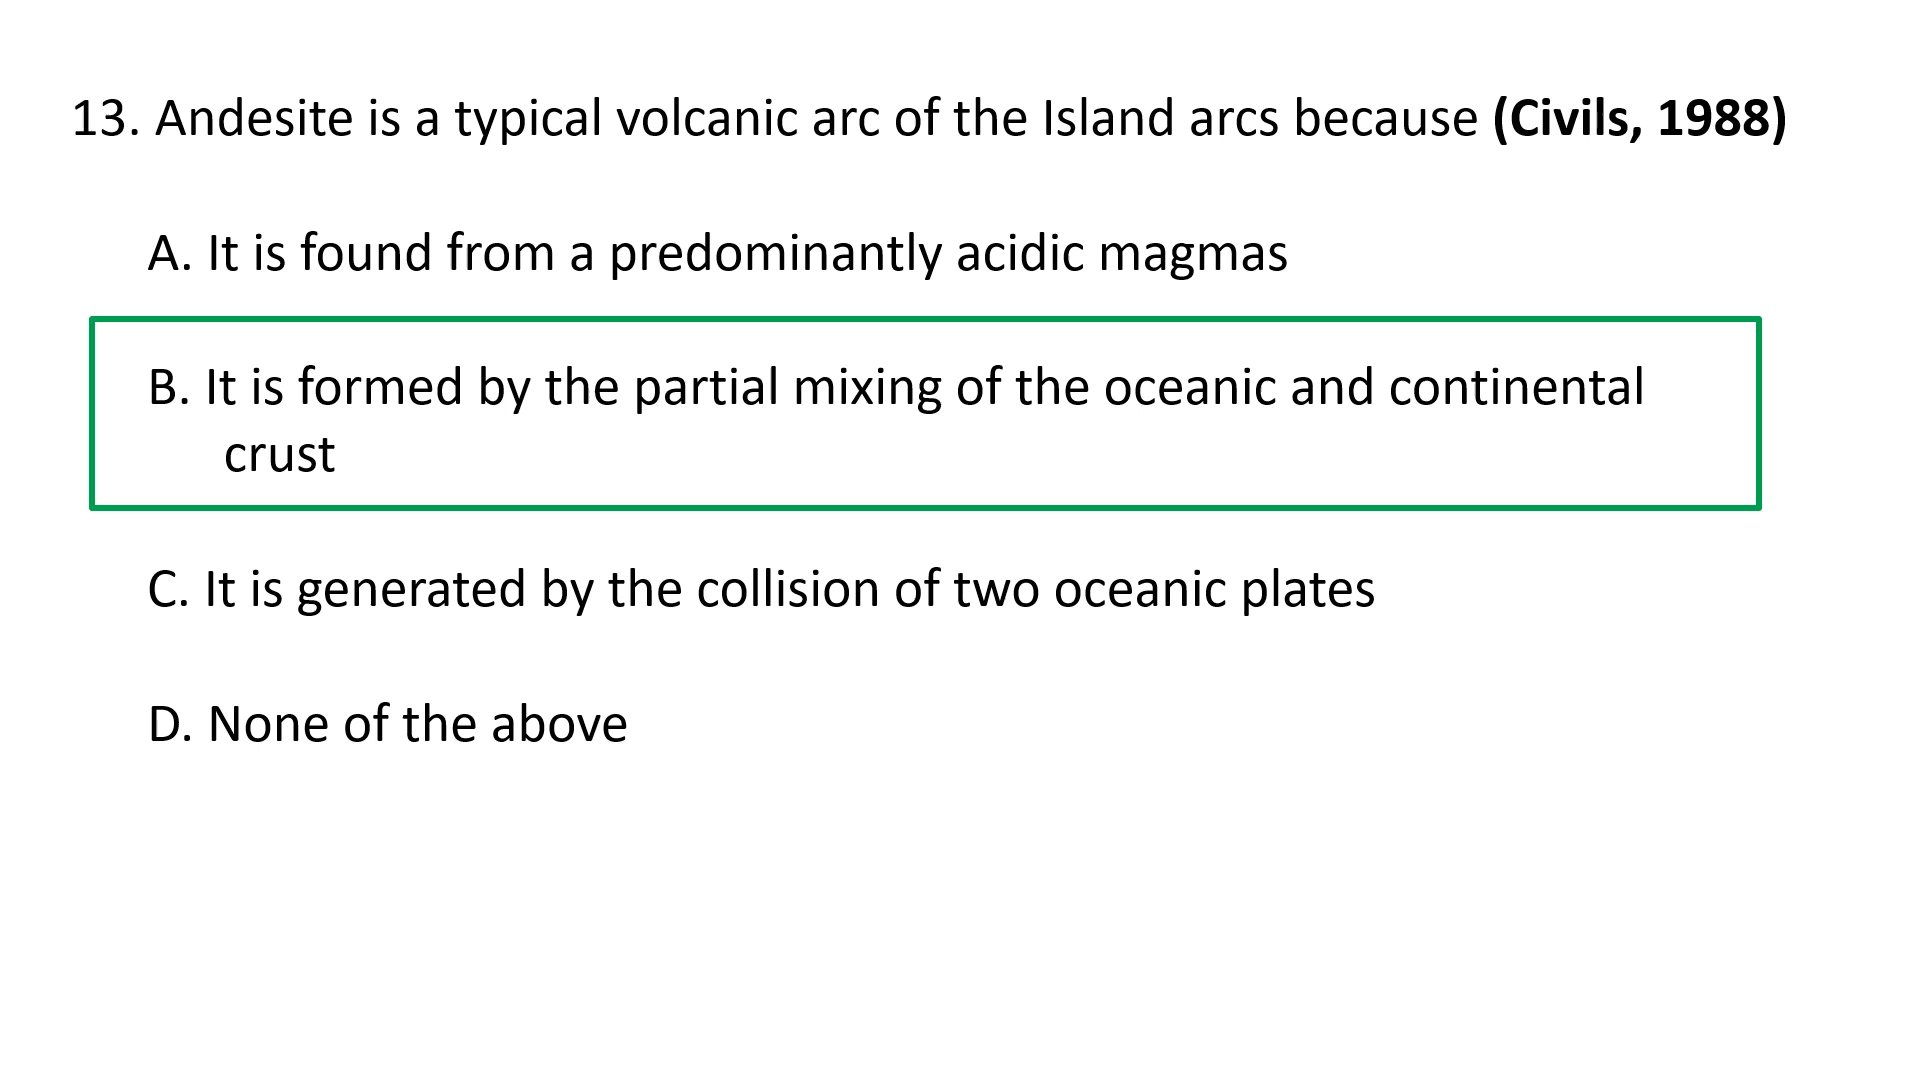 13. Andesite is a typical volcanic arc of the Island arcs because (Civils, 1988)
A. It is found from a predominantly acidic magmas
B. It is formed by the partial mixing of the oceanic and continental
crust
C. It is generated by the collision of two oceanic plates
D. None of the above